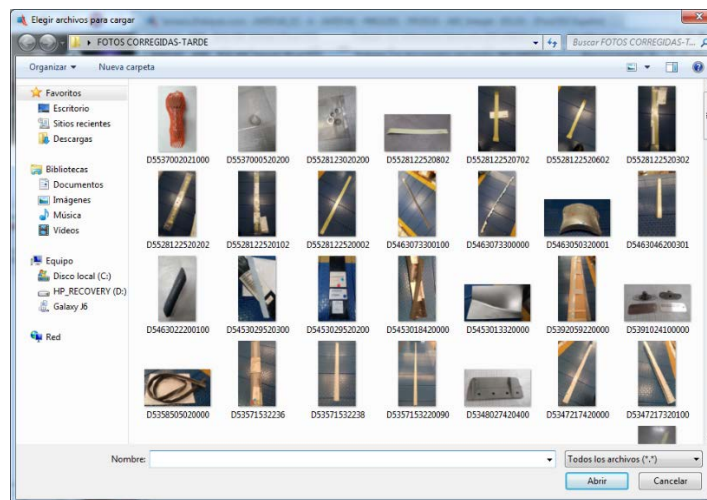 Elegir archivos para cargar
FOTOS CORREGIDAS-TARDE
Buscar FOTOS CORREGIDAS-T...
Organizar
Nueva carpeta
Favoritos
Escritorio
Sitios recientes
Descargas
Bibliotecas
Documentos
Imágenes
Música
Vídeos
Equipo
Disco local (C:)
HP_RECOVERY (D:)
Galaxy J6
Red
D5537002021000
D5537000520200
D5528123020200
D5528122520802
D5528122520702
D5528122520602
D5528122520302
D5528122520202
D5528122520102
D5528122520002
D5463073300100
D5463073300000
D5463050320001
D5463046200301
D5463022200100
D5453029520300
D5453029520200
D5453018420000
D5453013320000
D5392059220000
D5391024100000
D5358505020000
D53571532236
D53571532238
D5357153220090
D5348027420400
D5347217420000
D5347217320100
Nombre:
Todos los archivos (*.*)
Abrir
Cancelar